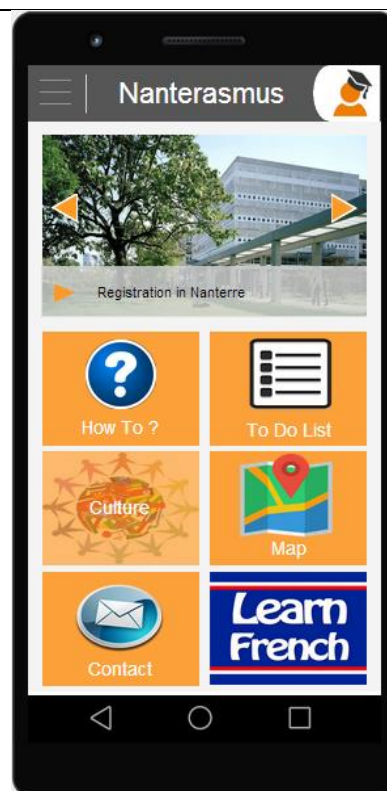 Nanterasmus
Registration in Nanterre
How To ?
To Do List
Culture
Map
Contact
Learn
French